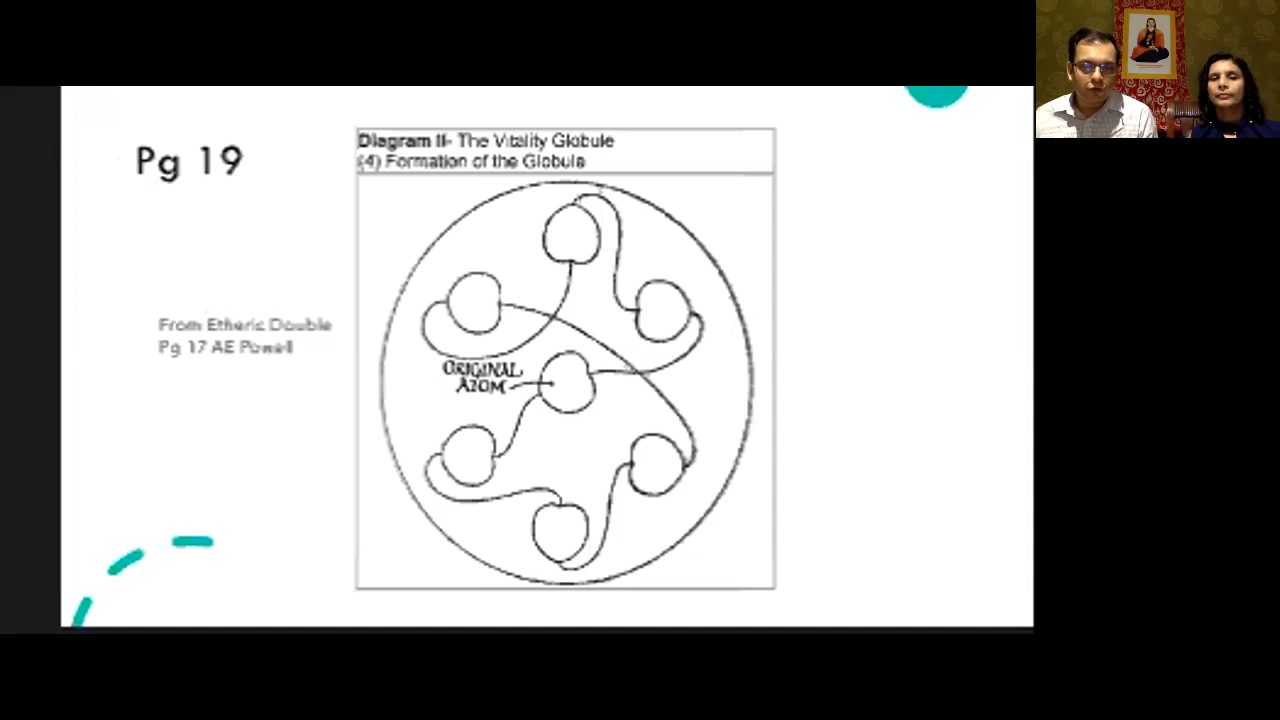 Pg 19
Diagram II- The Vitality Globule
(4) Formation of the Globule
From Etheric Double
Pg 17 AE Powell
ORIGINAL
ATOM